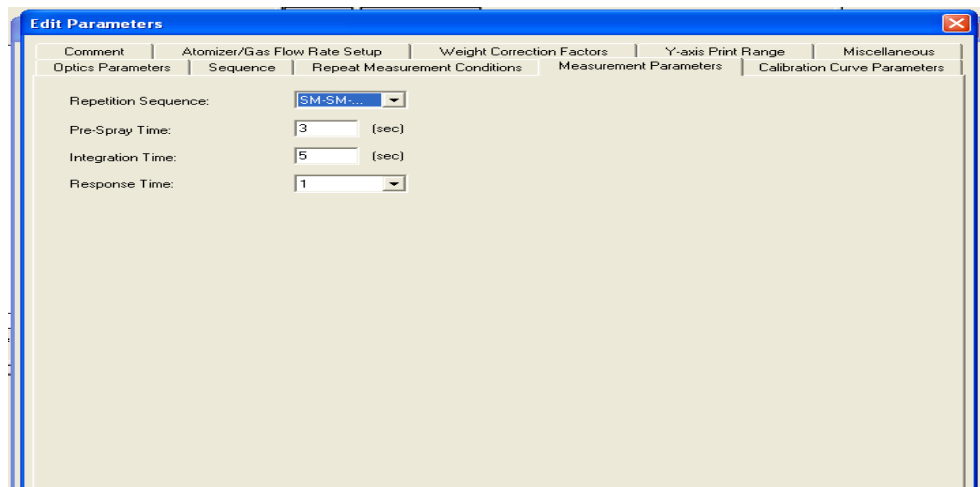 Edit Parameters
Comment Atomizer/Gas Flow Rate Setup Weight Correction Factors Y-axis Print Range Miscellaneous
Optics Parameters Sequence Repeat Measurement Conditions Measurement Parameters Calibration Curve Parameters
Repetition Sequence: SM-SM-...
Pre-Spray Time: 3 (sec)
Integration Time: 5 (sec)
Response Time: 1